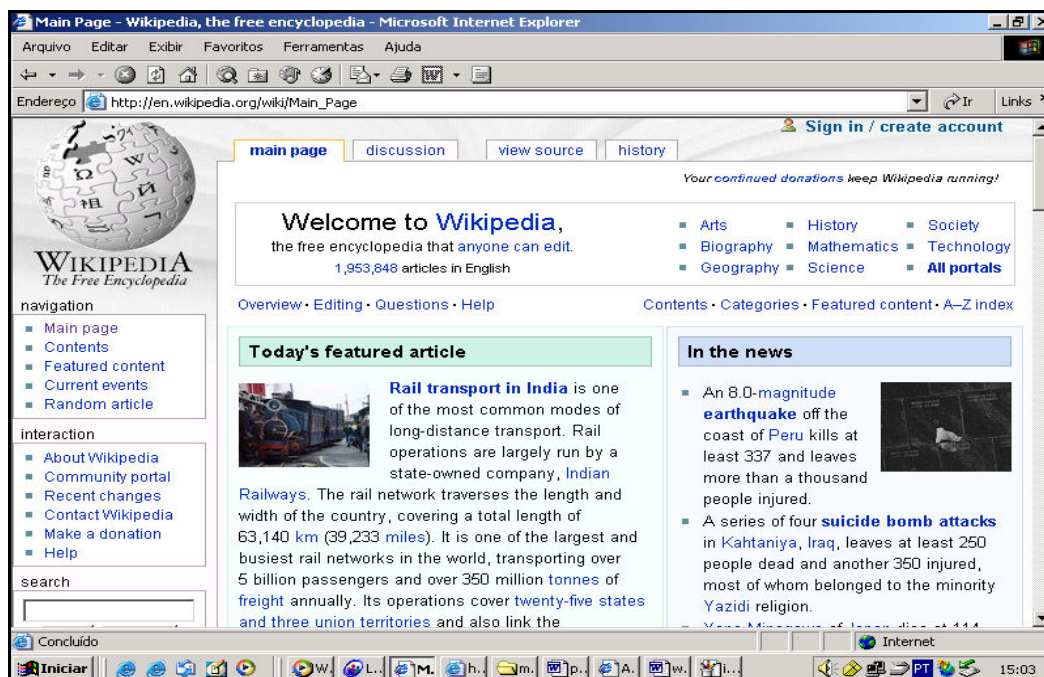 Main Page - Wikipedia, the free encyclopedia - Microsoft Internet Explorer
Arquivo Editar Exibir Favoritos Ferramentas Ajuda
Endereço http://en.wikipedia.org/wiki/Main_Page Ir Links
Sign in / create account
main page discussion view source history
Your continued donations keep Wikipedia running!
WIKIPEDIA
The Free Encyclopedia
navigation
Main page
Contents
Featured content
Current events
Random article
interaction
About Wikipedia
Community portal
Recent changes
Contact Wikipedia
Make a donation
Help
search
Welcome to Wikipedia,
the free encyclopedia that anyone can edit.
1,953,848 articles in English
Arts History Society
Biography Mathematics Technology
Geography Science All portals
Overview · Editing · Questions · Help
Contents · Categories · Featured content · A–Z index
Today's featured article
Rail transport in India is one
of the most common modes of
long-distance transport. Rail
operations are largely run by a
state-owned company, Indian
Railways. The rail network traverses the length and
width of the country, covering a total length of
63,140 km (39,233 miles). It is one of the largest and
busiest rail networks in the world, transporting over
5 billion passengers and over 350 million tonnes of
freight annually. Its operations cover twenty-five states
and three union territories and also link the
In the news
An 8.0-magnitude
earthquake off the
coast of Peru kills at
least 337 and leaves
more than a thousand
people injured.
A series of four suicide bomb attacks
in Kahtaniya, Iraq, leaves at least 250
people dead and another 350 injured,
most of whom belonged to the minority
Yazidi religion.
Concluído Internet
Iniciar W. L.. M. h.. m. p.. A. w. i... PT 15:03